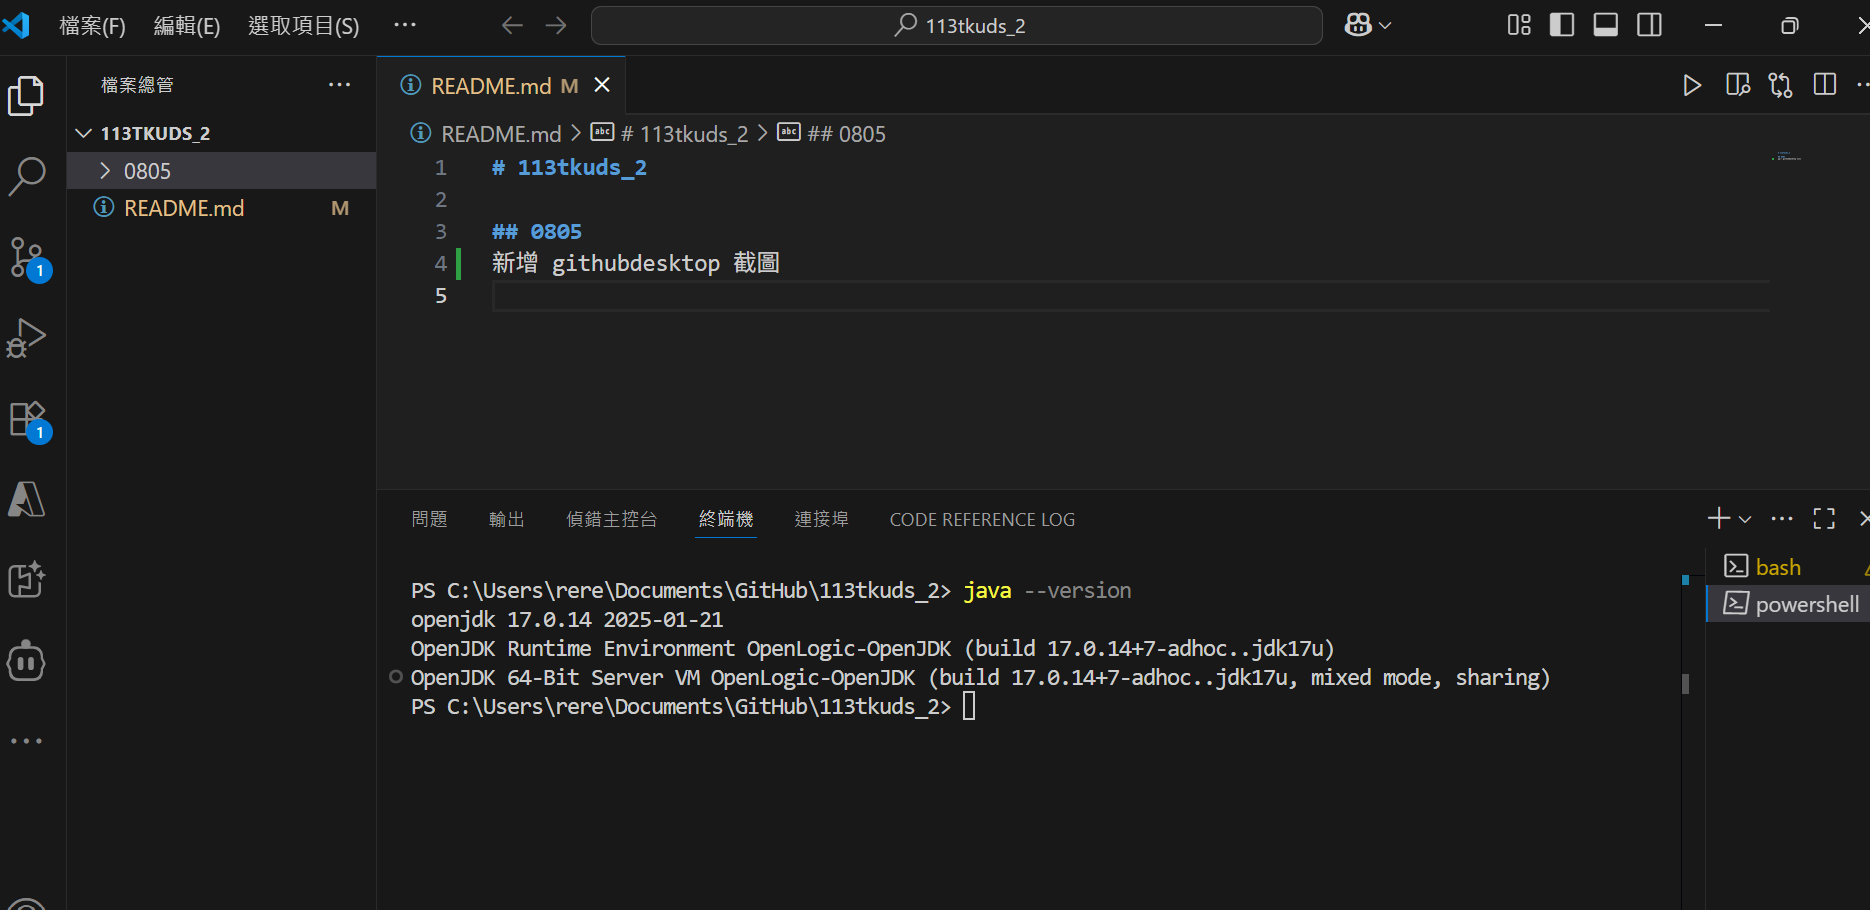 檔案(F) 編輯(E) 選取項目(S) ··· 113tkuds_2
檔案總管 ···
README.md M
113TKUDS_2
0805
README.md M
README.md > # 113tkuds_2 > ## 0805
1 # 113tkuds_2
2
3 ## 0805
4 新增 githubdesktop 截圖
5
1
1
問題 輸出 偵錯主控台 終端機 連接埠 CODE REFERENCE LOG
PS C:\Users\rere\Documents\GitHub\113tkuds_2> java --version
openjdk 17.0.14 2025-01-21
OpenJDK Runtime Environment OpenLogic-OpenJDK (build 17.0.14+7-adhoc..jdk17u)
OpenJDK 64-Bit Server VM OpenLogic-OpenJDK (build 17.0.14+7-adhoc..jdk17u, mixed mode, sharing)
PS C:\Users\rere\Documents\GitHub\113tkuds_2>
bash
powershell